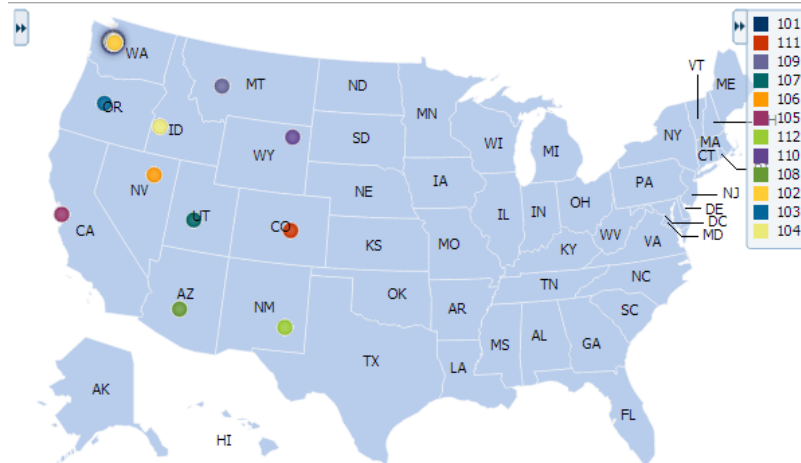 WA
MT
ND
MN
VT
ME
OR
ID
SD
WI
NY
MA
H
CT
WY
MI
NV
NE
IA
PA
NJ
CA
UT
CO
IL
IN
OH
DE
DC
MD
KS
MO
KY
WV
VA
AZ
NM
OK
TN
NC
AR
SC
TX
LA
MS
AL
GA
AK
HI
FL
101
111
109
107
106
105
112
110
108
102
103
104